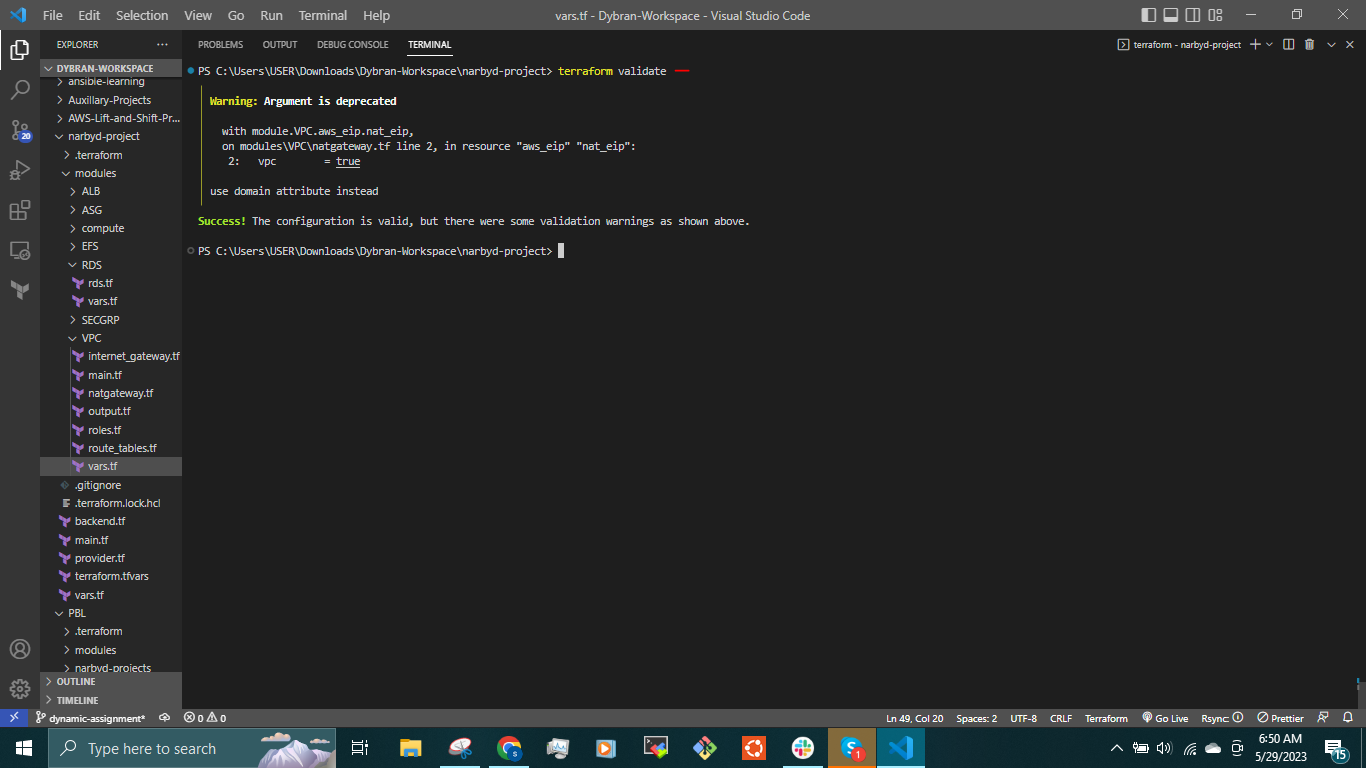 File Edit Selection View Go Run Terminal Help
vars.tf - Dybran-Workspace - Visual Studio Code
EXPLORER
PROBLEMS OUTPUT DEBUG CONSOLE TERMINAL
terraform - narbyd-project
DYBRAN-WORKSPACE
ansible-learning
Auxillary-Projects
AWS-Lift-and-Shift-Pr...
narbyd-project
.terraform
modules
ALB
ASG
compute
EFS
RDS
rds.tf
vars.tf
SECGRP
VPC
internet_gateway.tf
main.tf
natgateway.tf
output.tf
roles.tf
route_tables.tf
vars.tf
.gitignore
.terraform.lock.hcl
backend.tf
main.tf
provider.tf
terraform.tfvars
vars.tf
PBL
.terraform
modules
narbyd-projects
OUTLINE
TIMELINE
20
PS C:\Users\USER\Downloads\Dybran-Workspace\narbyd-project> terraform validate
Warning: Argument is deprecated
with module.VPC.aws_eip.nat_eip,
on modules\VPC\natgateway.tf line 2, in resource "aws_eip" "nat_eip":
2: vpc = true
use domain attribute instead
Success! The configuration is valid, but there were some validation warnings as shown above.
PS C:\Users\USER\Downloads\Dybran-Workspace\narbyd-project>
dynamic-assignment* 0 0
Ln 49, Col 20 Spaces: 2 UTF-8 CRLF Terraform Go Live Rsync: Prettier
Type here to search
S
1
6:50 AM
5/29/2023
15